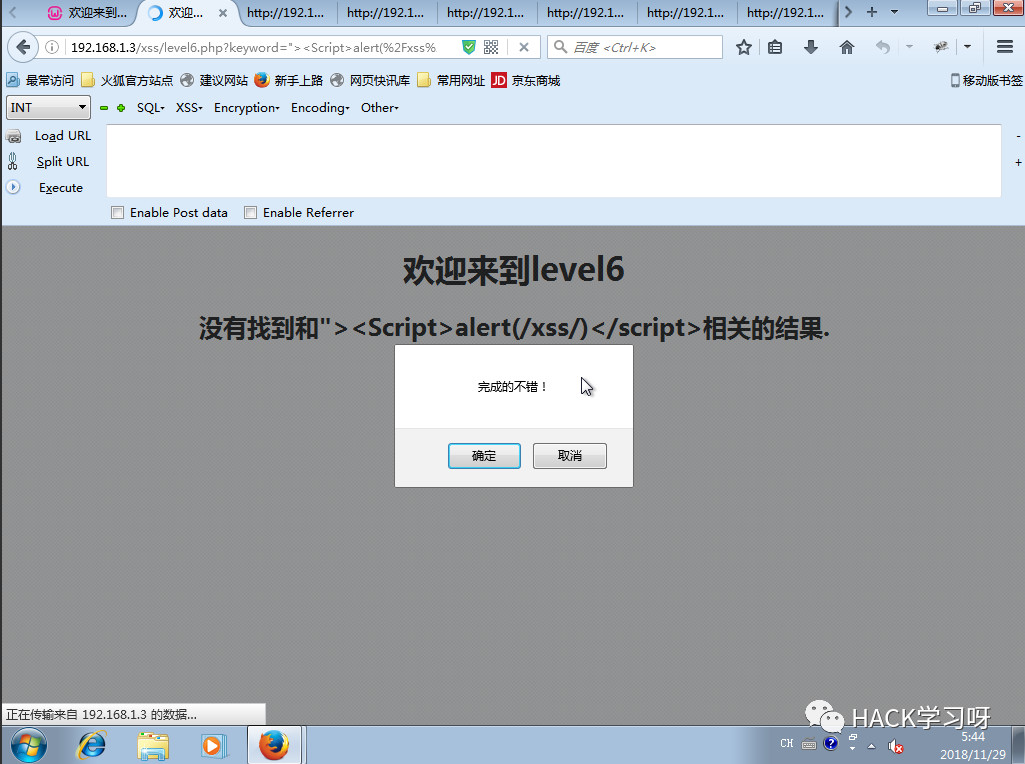 欢迎来到... 欢迎... http://192.1... http://192.1... http://192.1... http://192.1... http://192.1... http://192.1...
192.168.1.3/xss/level6.php?keyword="><Script>alert(%2Fxss% 百度 <Ctrl+K>
最常访问 火狐官方站点 建议网站 新手上路 网页快讯库 常用网址 JD 京东商城 移动版书签
INT SQL XSS Encryption Encoding Other
Load URL
Split URL
Execute
Enable Post data Enable Referrer
欢迎来到level6
没有找到和"><Script>alert(/xss/)</script>相关的结果.
完成的不错！
确定 取消
正在传输来自 192.168.1.3 的数据...
HACK学习呀
CH
5:44
2018/11/29